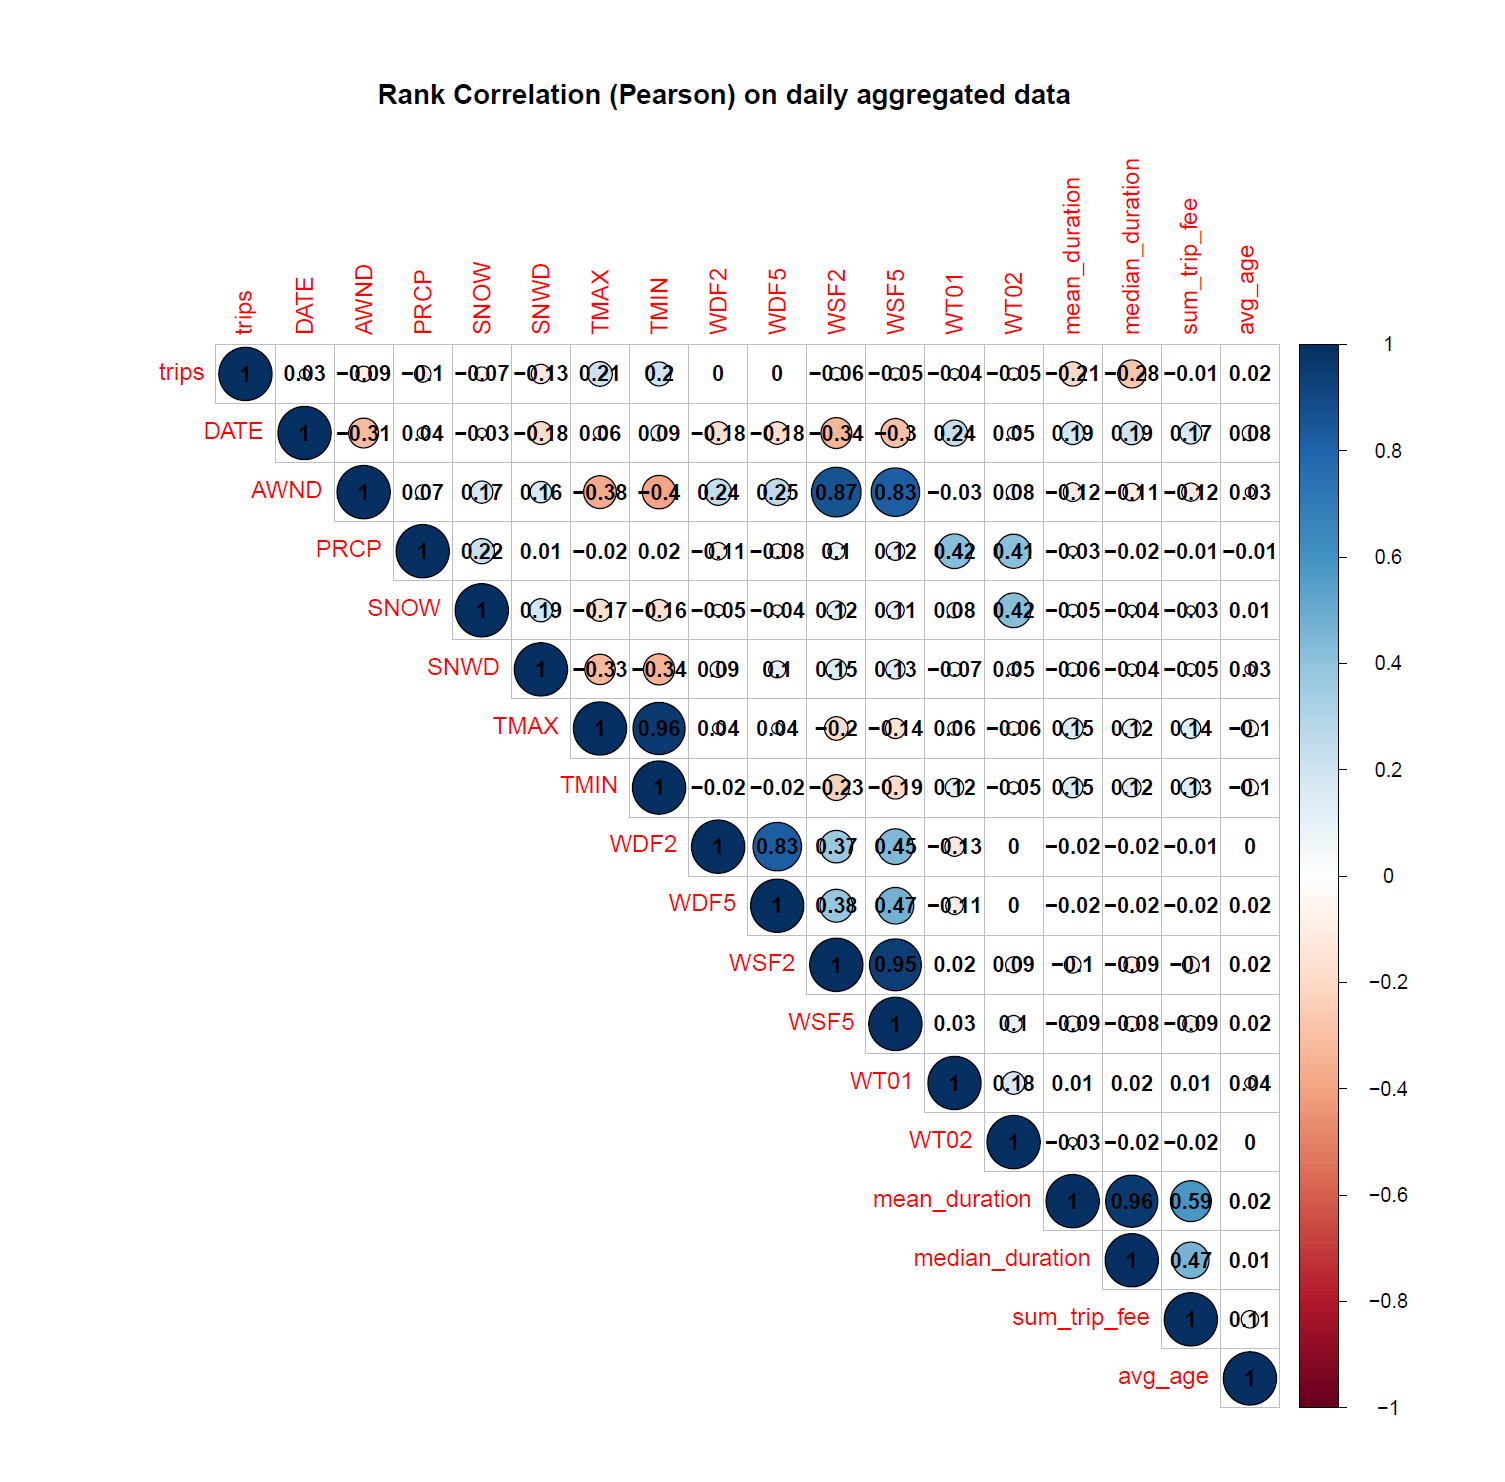 Rank Correlation (Pearson) on daily aggregated data
trips DATE AWND PRCP SNOW SNWD TMAX TMIN WDF2 WDF5 WSF2 WSF5 WT01 WT02 mean_duration median_duration sum_trip_fee avg_age
trips 1 0.03 −0.09 −0.1 −0.07 −0.13 0.21 0.2 0 0 −0.06 −0.05 −0.04 −0.05 −0.21 −0.28 −0.01 0.02
DATE 1 −0.31 0.04 −0.03 −0.18 0.06 0.09 −0.18 −0.18 −0.34 −0.3 0.24 0.05 0.19 0.19 0.17 0.08
AWND 1 0.07 0.17 0.16 −0.38 −0.4 0.24 0.25 0.87 0.83 −0.03 0.08 −0.12 −0.11 −0.12 0.03
PRCP 1 0.22 0.01 −0.02 0.02 −0.11 −0.08 0.1 0.12 0.42 0.41 −0.03 −0.02 −0.01 −0.01
SNOW 1 0.19 −0.17 −0.16 −0.05 −0.04 0.12 0.11 0.08 0.42 −0.05 −0.04 −0.03 0.01
SNWD 1 −0.33 −0.34 0.09 0.1 0.15 0.13 −0.07 0.05 −0.06 −0.04 −0.05 0.03
TMAX 1 0.96 0.04 0.04 −0.2 −0.14 0.06 −0.06 0.15 0.12 0.14 −0.1
TMIN 1 −0.02 −0.02 −0.23 −0.19 0.12 −0.05 0.15 0.12 0.13 −0.1
WDF2 1 0.83 0.37 0.45 −0.13 0 −0.02 −0.02 −0.01 0
WDF5 1 0.38 0.47 −0.11 0 −0.02 −0.02 −0.02 0.02
WSF2 1 0.95 0.02 0.09 −0.1 −0.09 −0.1 0.02
WSF5 1 0.03 0.1 −0.09 −0.08 −0.09 0.02
WT01 1 0.18 0.01 0.02 0.01 0.04
WT02 1 −0.03 −0.02 −0.02 0
mean_duration 1 0.96 0.59 0.02
median_duration 1 0.47 0.01
sum_trip_fee 1 0.11
avg_age 1
1
0.8
0.6
0.4
0.2
0
−0.2
−0.4
−0.6
−0.8
−1